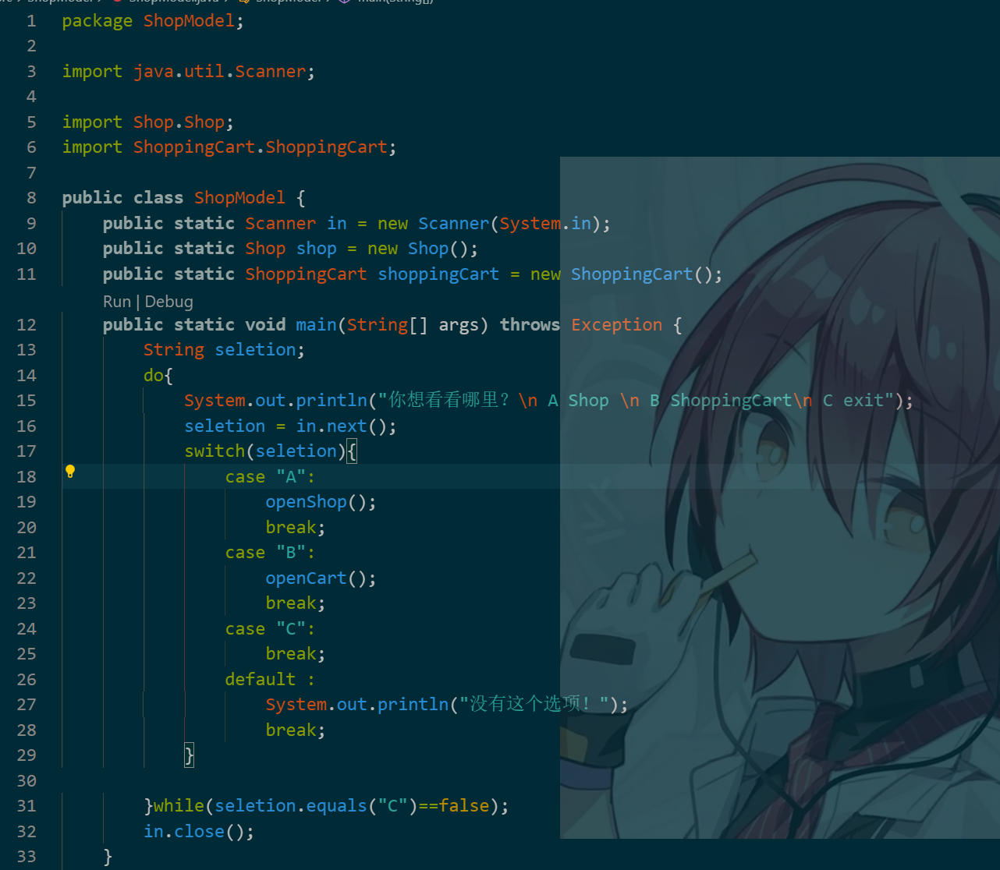 1 package ShopModel;
2
3 import java.util.Scanner;
4
5 import Shop.Shop;
6 import ShoppingCart.ShoppingCart;
7
8 public class ShopModel {
9 public static Scanner in = new Scanner(System.in);
10 public static Shop shop = new Shop();
11 public static ShoppingCart shoppingCart = new ShoppingCart();
Run | Debug
12 public static void main(String[] args) throws Exception {
13 String seletion;
14 do{
15 System.out.println("你想看看哪里？\n A Shop \n B ShoppingCart\n C exit");
16 seletion = in.next();
17 switch(seletion){
18 case "A":
19 openShop();
20 break;
21 case "B":
22 openCart();
23 break;
24 case "C":
25 break;
26 default :
27 System.out.println("没有这个选项！");
28 break;
29 }
30
31 }while(seletion.equals("C")==false);
32 in.close();
33 }